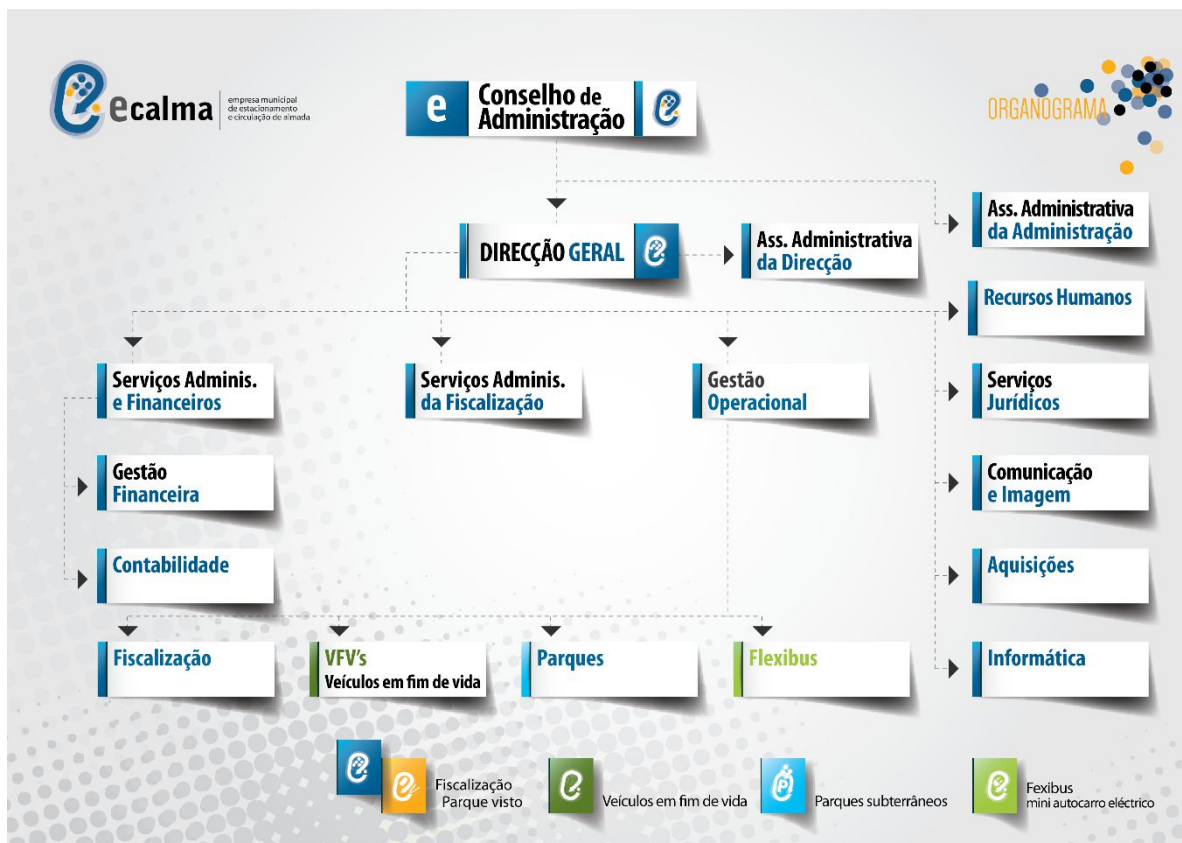 ecalma
empresa municipal
de estacionamento
e circulação de almada
e
Conselho de
Administração
ORGANOGRAMA
Ass. Administrativa
da Administração
DIRECÇÃO GERAL
Ass. Administrativa
da Direcção
Recursos Humanos
Serviços Adminis.
e Financeiros
Serviços Adminis.
da Fiscalização
Gestão
Operacional
Serviços
Jurídicos
Gestão
Financeira
Comunicação
e Imagem
Contabilidade
Aquisições
Fiscalização
VFV's
Veículos em fim de vida
Parques
Flexibus
Informática
Fiscalização
Parque visto
Veículos em fim de vida
P
Parques subterrâneos
Fexibus
mini autocarro eléctrico